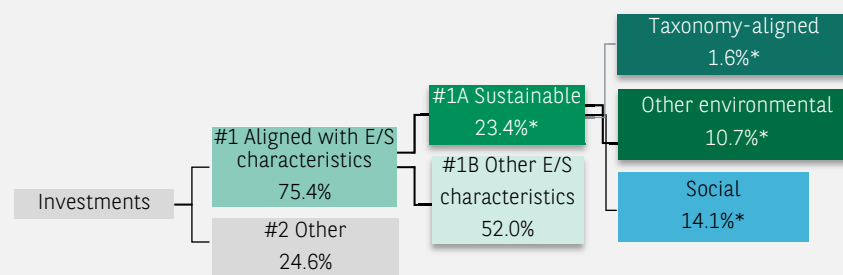 Taxonomy-aligned
1.6%*
#1A Sustainable
23.4%*
Other environmental
10.7%*
#1 Aligned with E/S
characteristics
75.4%
#1B Other E/S
characteristics
52.0%
Social
14.1%*
Investments
#2 Other
24.6%